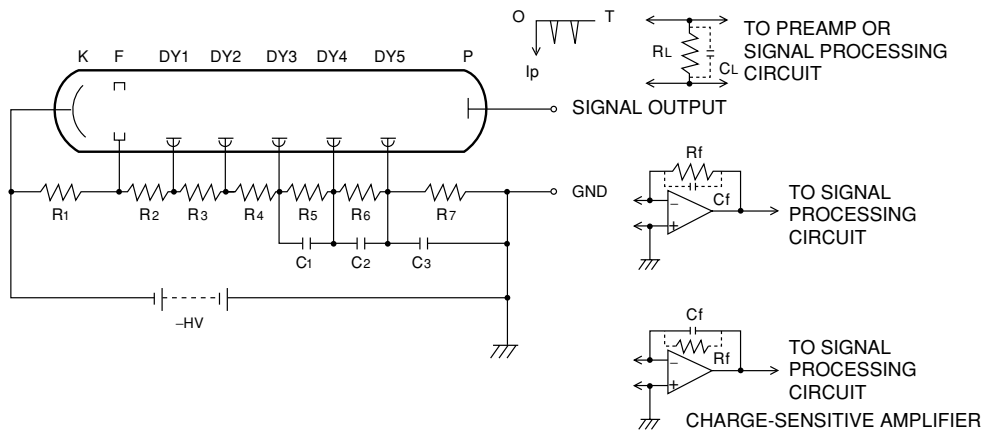 K F DY1 DY2 DY3 DY4 DY5 P
O T
Ip
RL
CL
TO PREAMP OR
SIGNAL PROCESSING
CIRCUIT
SIGNAL OUTPUT
GND
R1 R2 R3 R4 R5 R6 R7
C1 C2 C3
−HV
Rf
Cf
−
+
TO SIGNAL
PROCESSING
CIRCUIT
Cf
Rf
−
+
TO SIGNAL
PROCESSING
CIRCUIT
CHARGE-SENSITIVE AMPLIFIER